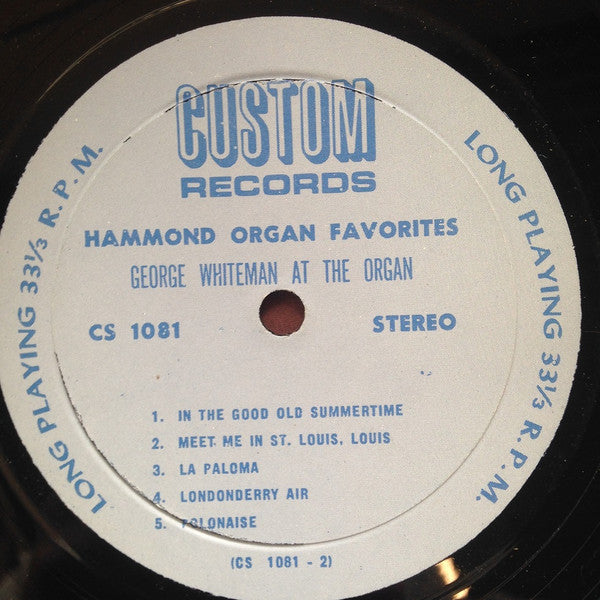 CUSTOM
RECORDS
HAMMOND ORGAN FAVORITES
GEORGE WHITEMAN AT THE ORGAN
CS 1081 STEREO
1. IN THE GOOD OLD SUMMERTIME
2. MEET ME IN ST. LOUIS, LOUIS
3. LA PALOMA
4. LONDONDERRY AIR
5. POLONAISE
(CS 1081 - 2)
LONG PLAYING 33⅓ R.P.M.
LONG PLAYING 33⅓ R.P.M.